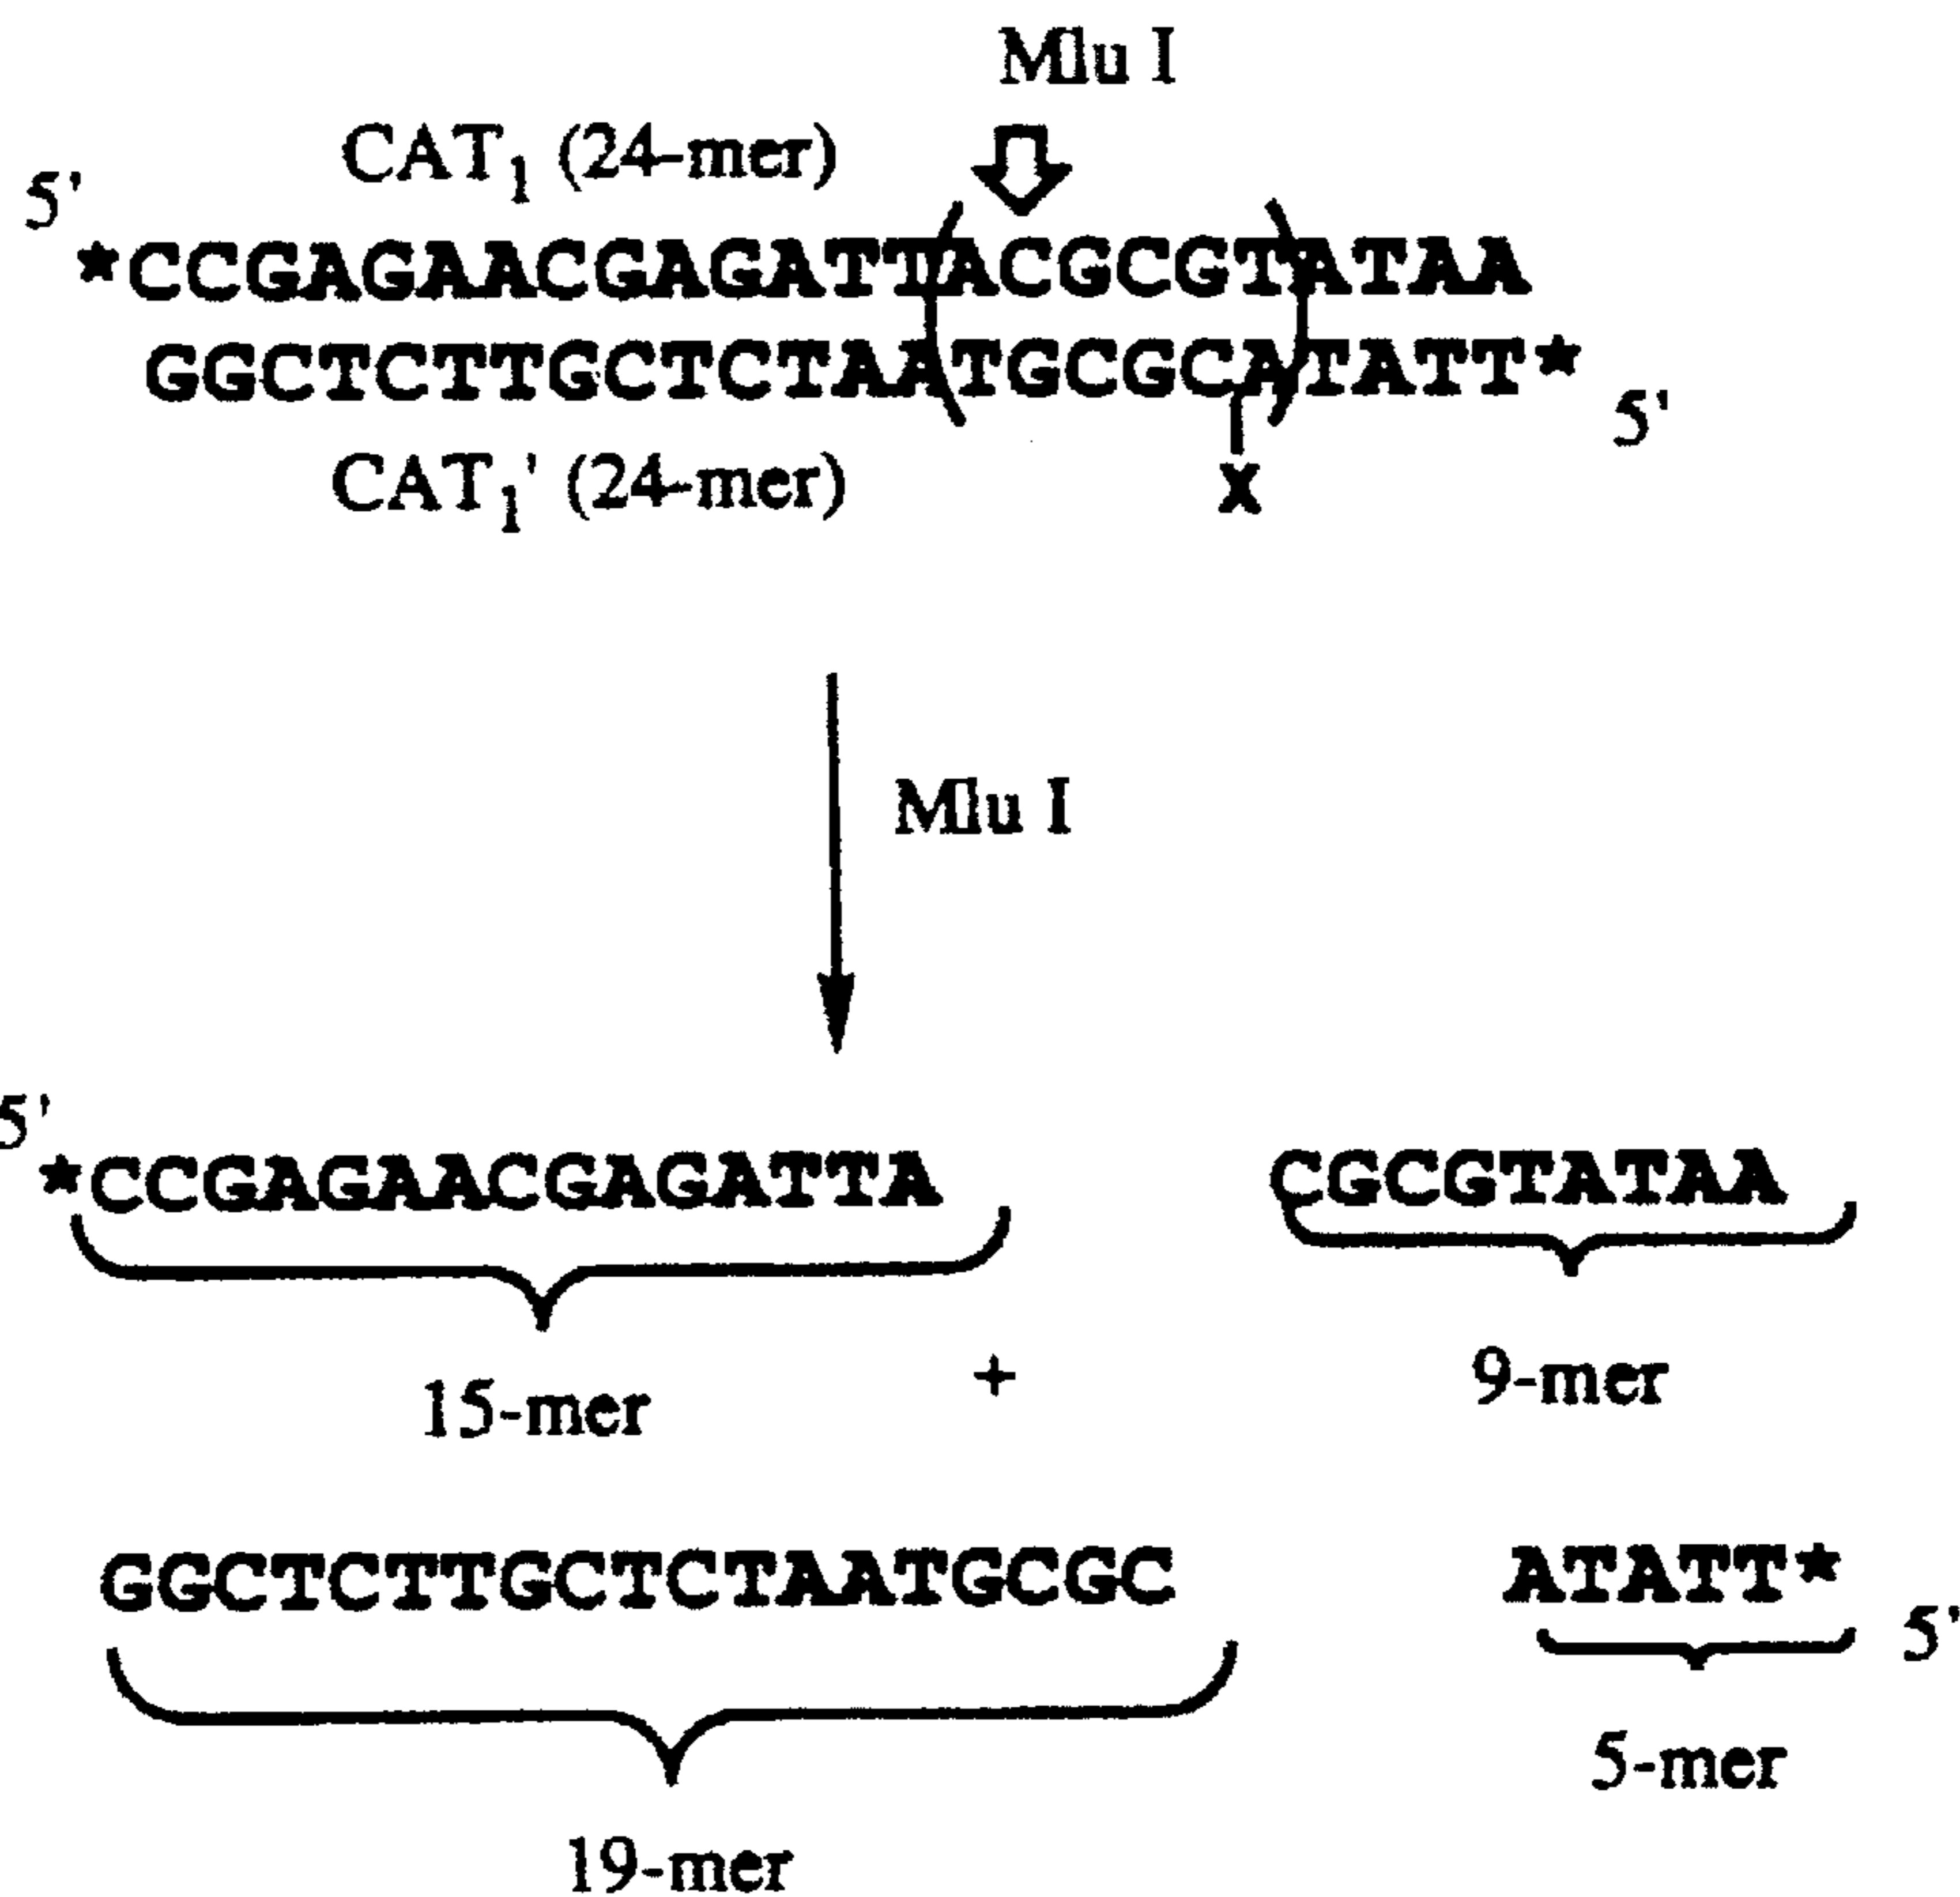 Mlu I
CAT1 (24-mer)
5'
★CCGAGAACGAGATTACGCGTATAA
GGCTCTTGCTCTAATGCGCATATT★
5'
CAT1' (24-mer)
X
Mlu I
5'
★CCGAGAACGAGATTA CGCGTATAA
15-mer + 9-mer
GGCTCTTGCTCTAATGCGC ATATT★
5'
5-mer
19-mer